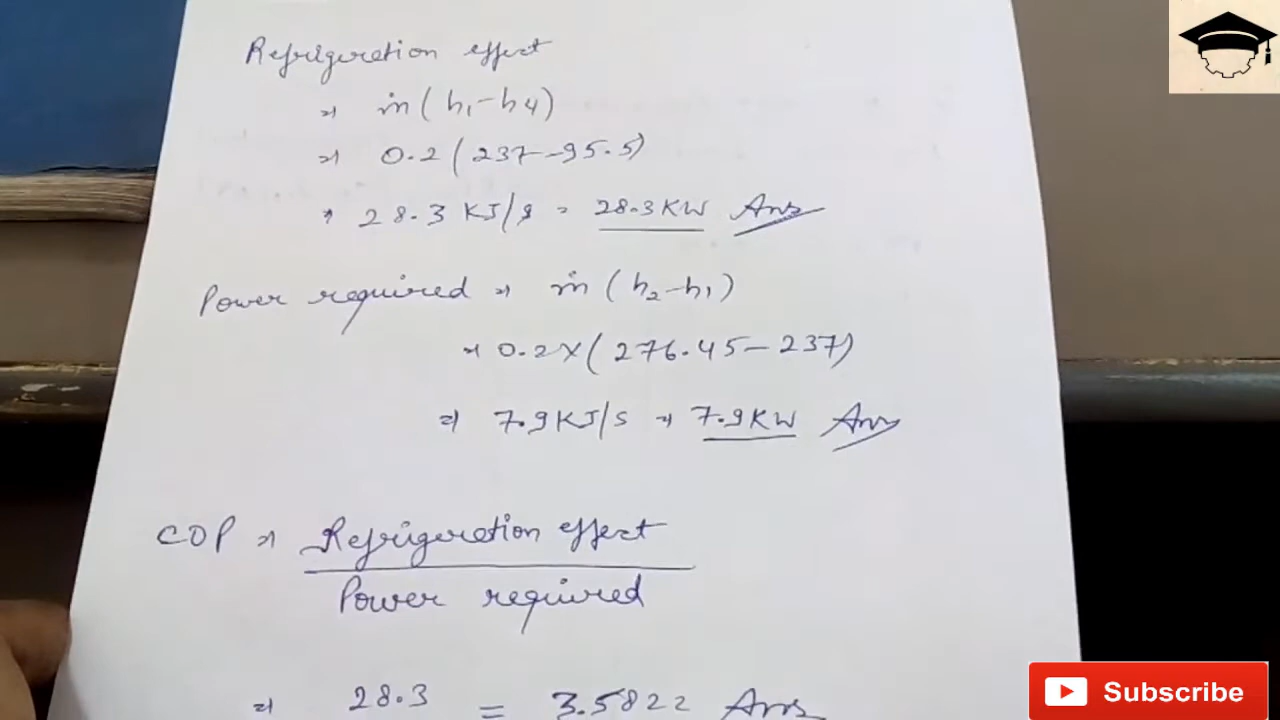 Refrigeretion effect
⇒ ṁ ( h₁ - h₄ )
⇒ 0.2 ( 237 - 95.5 )
⇒ 28.3 KJ/s = 28.3 KW Ans
Power required ⇒ ṁ ( h₂ - h₁ )
⇒ 0.2 × ( 276.45 - 237 )
⇒ 7.9 KJ/S ⇒ 7.9 KW Ans
COP ⇒ Refrigeretion effect
Power required
⇒ 28.3 = 3.5822 Ans
Subscribe